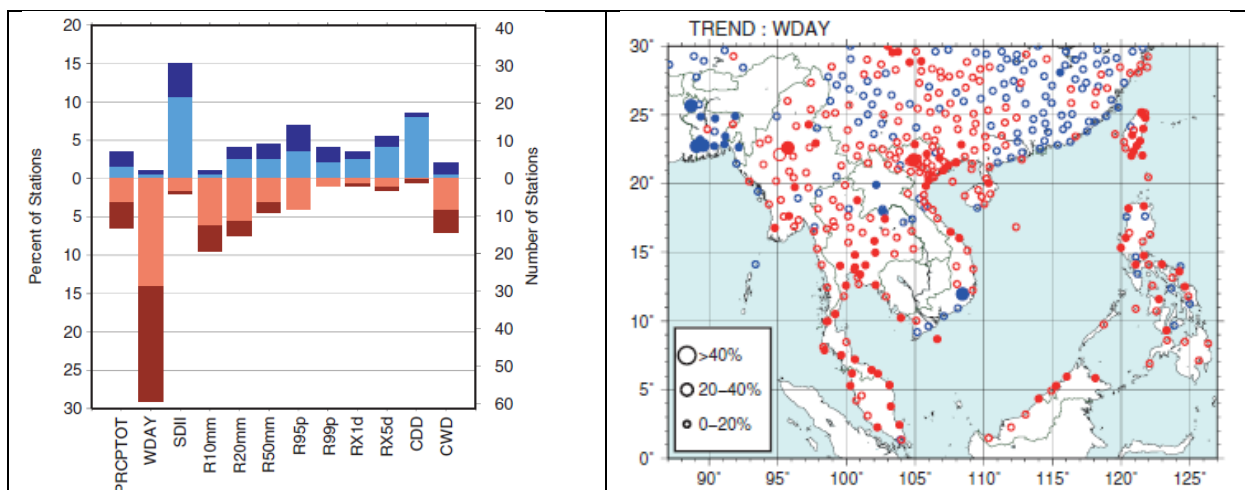 20
15
10
5
0
5
10
15
20
25
30
Percent of Stations
40
30
20
10
0
10
20
30
40
50
60
Number of Stations
PRCPTOT
WDAY
SDII
R10mm
R20mm
R50mm
R95p
R99p
RX1d
RX5d
CDD
CWD
TREND : WDAY
30°
25°
20°
15°
10°
5°
0°
>40%
20−40%
0−20%
90° 95° 100° 105° 110° 115° 120° 125°